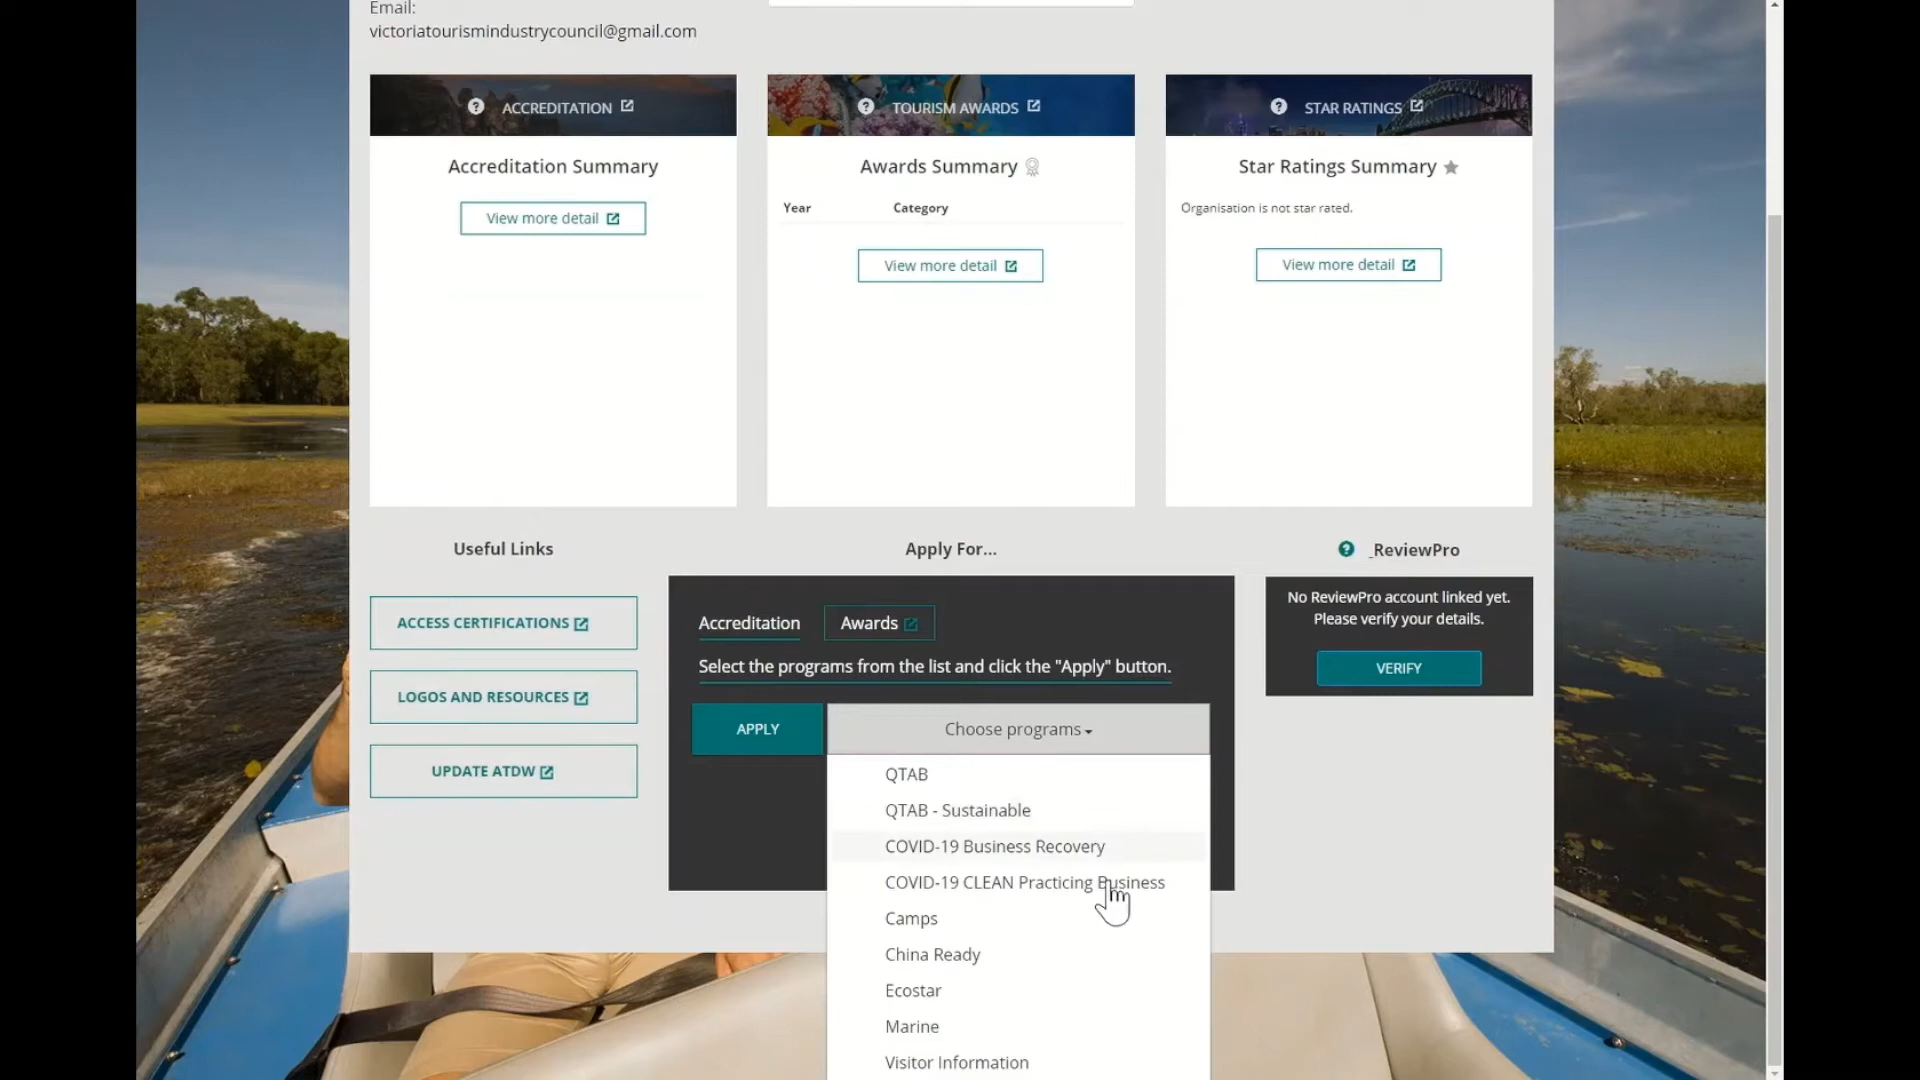 Email:
victoriatourismindustrycouncil@gmail.com
ACCREDITATION
TOURISM AWARDS
STAR RATINGS
Accreditation Summary
View more detail
Awards Summary
Year Category
View more detail
Star Ratings Summary
Organisation is not star rated.
View more detail
Useful Links
ACCESS CERTIFICATIONS
LOGOS AND RESOURCES
UPDATE ATDW
Apply For...
Accreditation Awards
Select the programs from the list and click the "Apply" button.
APPLY Choose programs
QTAB
QTAB - Sustainable
COVID-19 Business Recovery
COVID-19 CLEAN Practicing Business
Camps
China Ready
Ecostar
Marine
Visitor Information
_ReviewPro
No ReviewPro account linked yet.
Please verify your details.
VERIFY